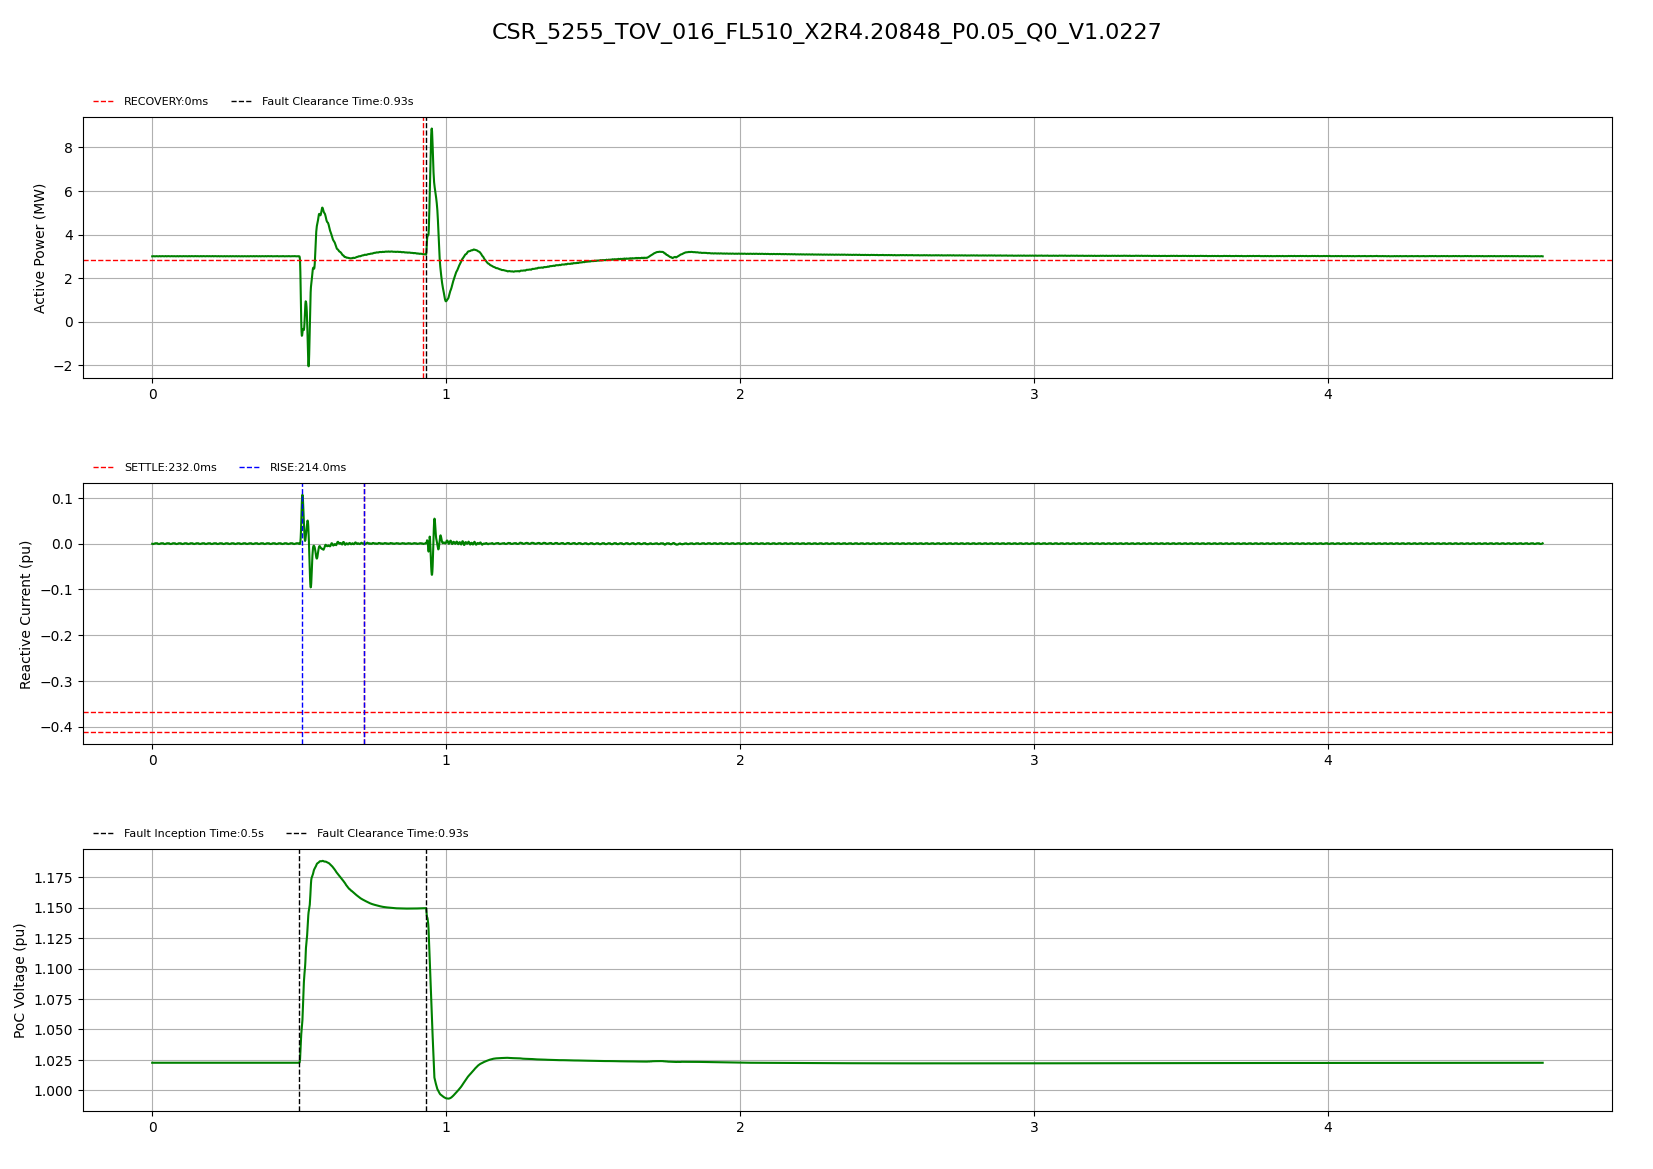 CSR_5255_TOV_016_FL510_X2R4.20848_P0.05_Q0_V1.0227
RECOVERY:0ms Fault Clearance Time:0.93s
Active Power (MW)
8
6
4
2
0
−2
0 1 2 3 4
SETTLE:232.0ms RISE:214.0ms
Reactive Current (pu)
0.1
0.0
−0.1
−0.2
−0.3
−0.4
0 1 2 3 4
Fault Inception Time:0.5s Fault Clearance Time:0.93s
PoC Voltage (pu)
1.175
1.150
1.125
1.100
1.075
1.050
1.025
1.000
0 1 2 3 4